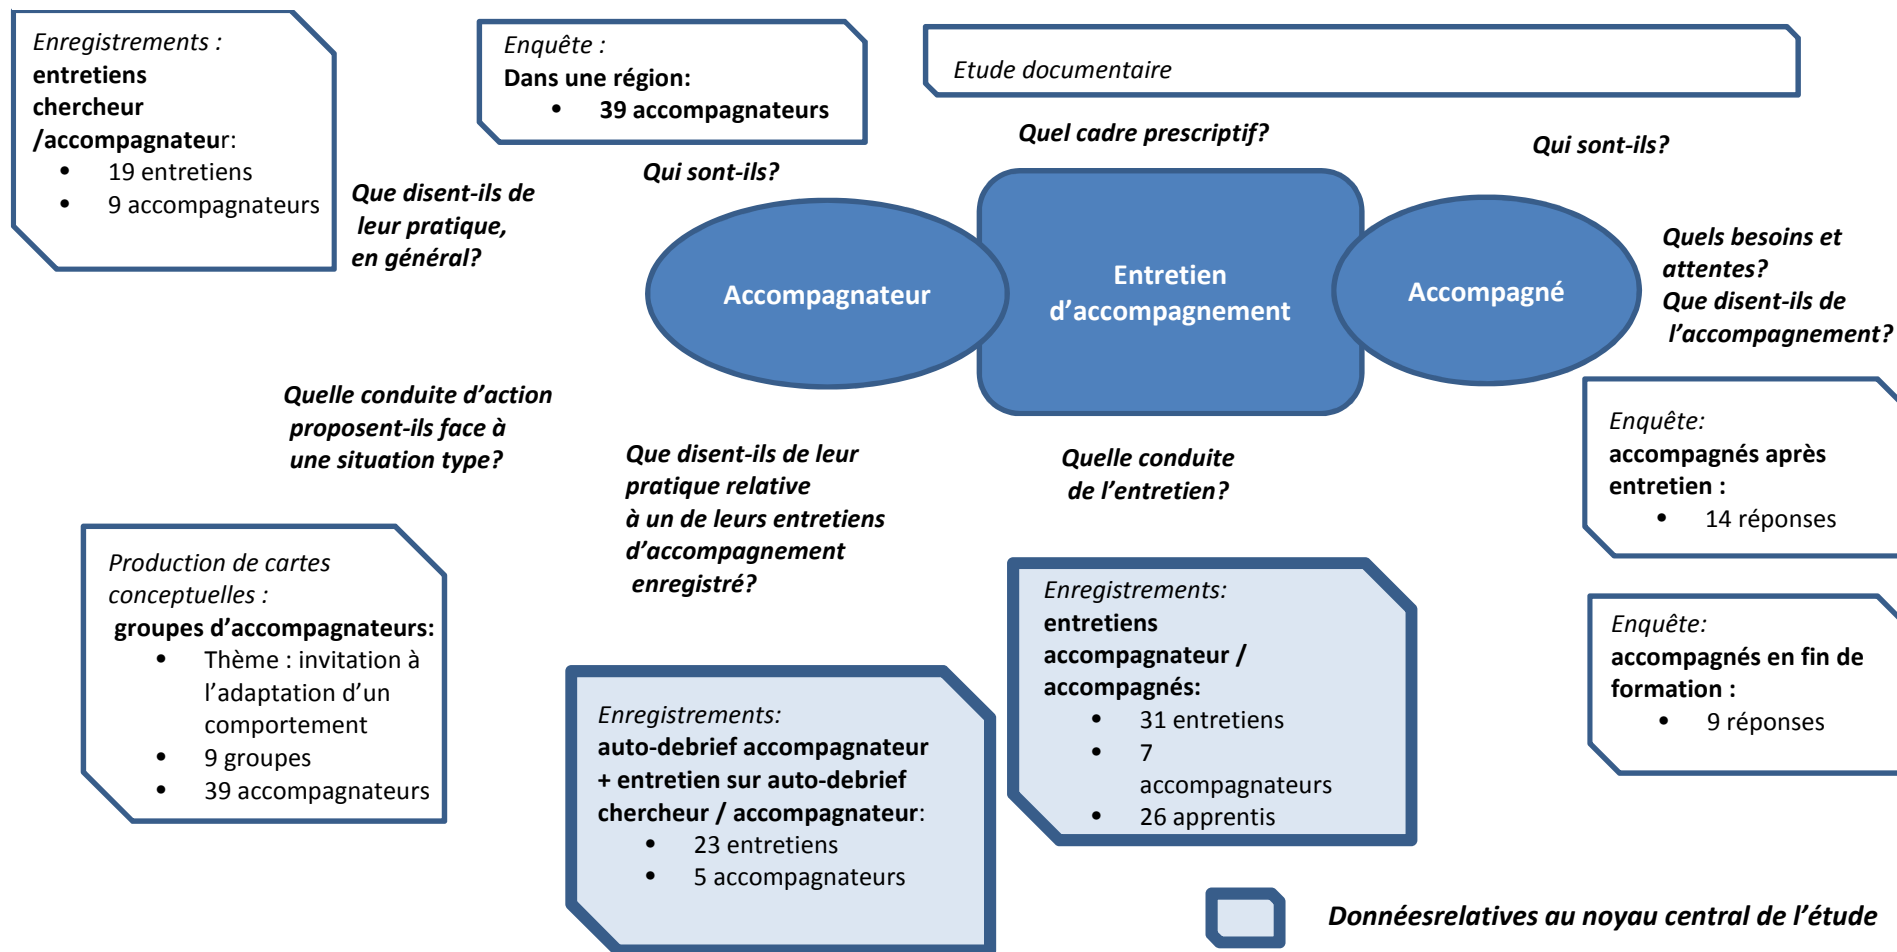 Enregistrements :
entretiens
chercheur
/accompagnateur:
• 19 entretiens
• 9 accompagnateurs
Enquête :
Dans une région:
• 39 accompagnateurs
Etude documentaire
Que disent-ils de
leur pratique,
en général?
Qui sont-ils?
Quel cadre prescriptif?
Qui sont-ils?
Accompagnateur
Entretien
d’accompagnement
Accompagné
Quels besoins et
attentes?
Que disent-ils de
l’accompagnement?
Quelle conduite d’action
proposent-ils face à
une situation type?
Que disent-ils de leur
pratique relative
à un de leurs entretiens
d’accompagnement
enregistré?
Quelle conduite
de l’entretien?
Enquête:
accompagnés après
entretien :
• 14 réponses
Production de cartes
conceptuelles :
groupes d’accompagnateurs:
• Thème : invitation à
l’adaptation d’un
comportement
• 9 groupes
• 39 accompagnateurs
Enregistrements:
auto-debrief accompagnateur
+ entretien sur auto-debrief
chercheur / accompagnateur:
• 23 entretiens
• 5 accompagnateurs
Enregistrements:
entretiens
accompagnateur /
accompagnés:
• 31 entretiens
• 7
accompagnateurs
• 26 apprentis
Enquête:
accompagnés en fin de
formation :
• 9 réponses
Donnéesrelatives au noyau central de l’étude